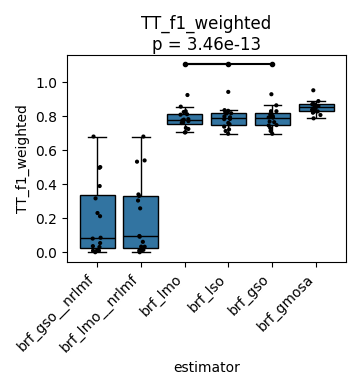 TT_f1_weighted
p = 3.46e-13
TT_f1_weighted
1.0
0.8
0.6
0.4
0.2
0.0
brf_gso__nrlmf
brf_lmo__nrlmf
brf_lmo
brf_lso
brf_gso
brf_gmosa
estimator